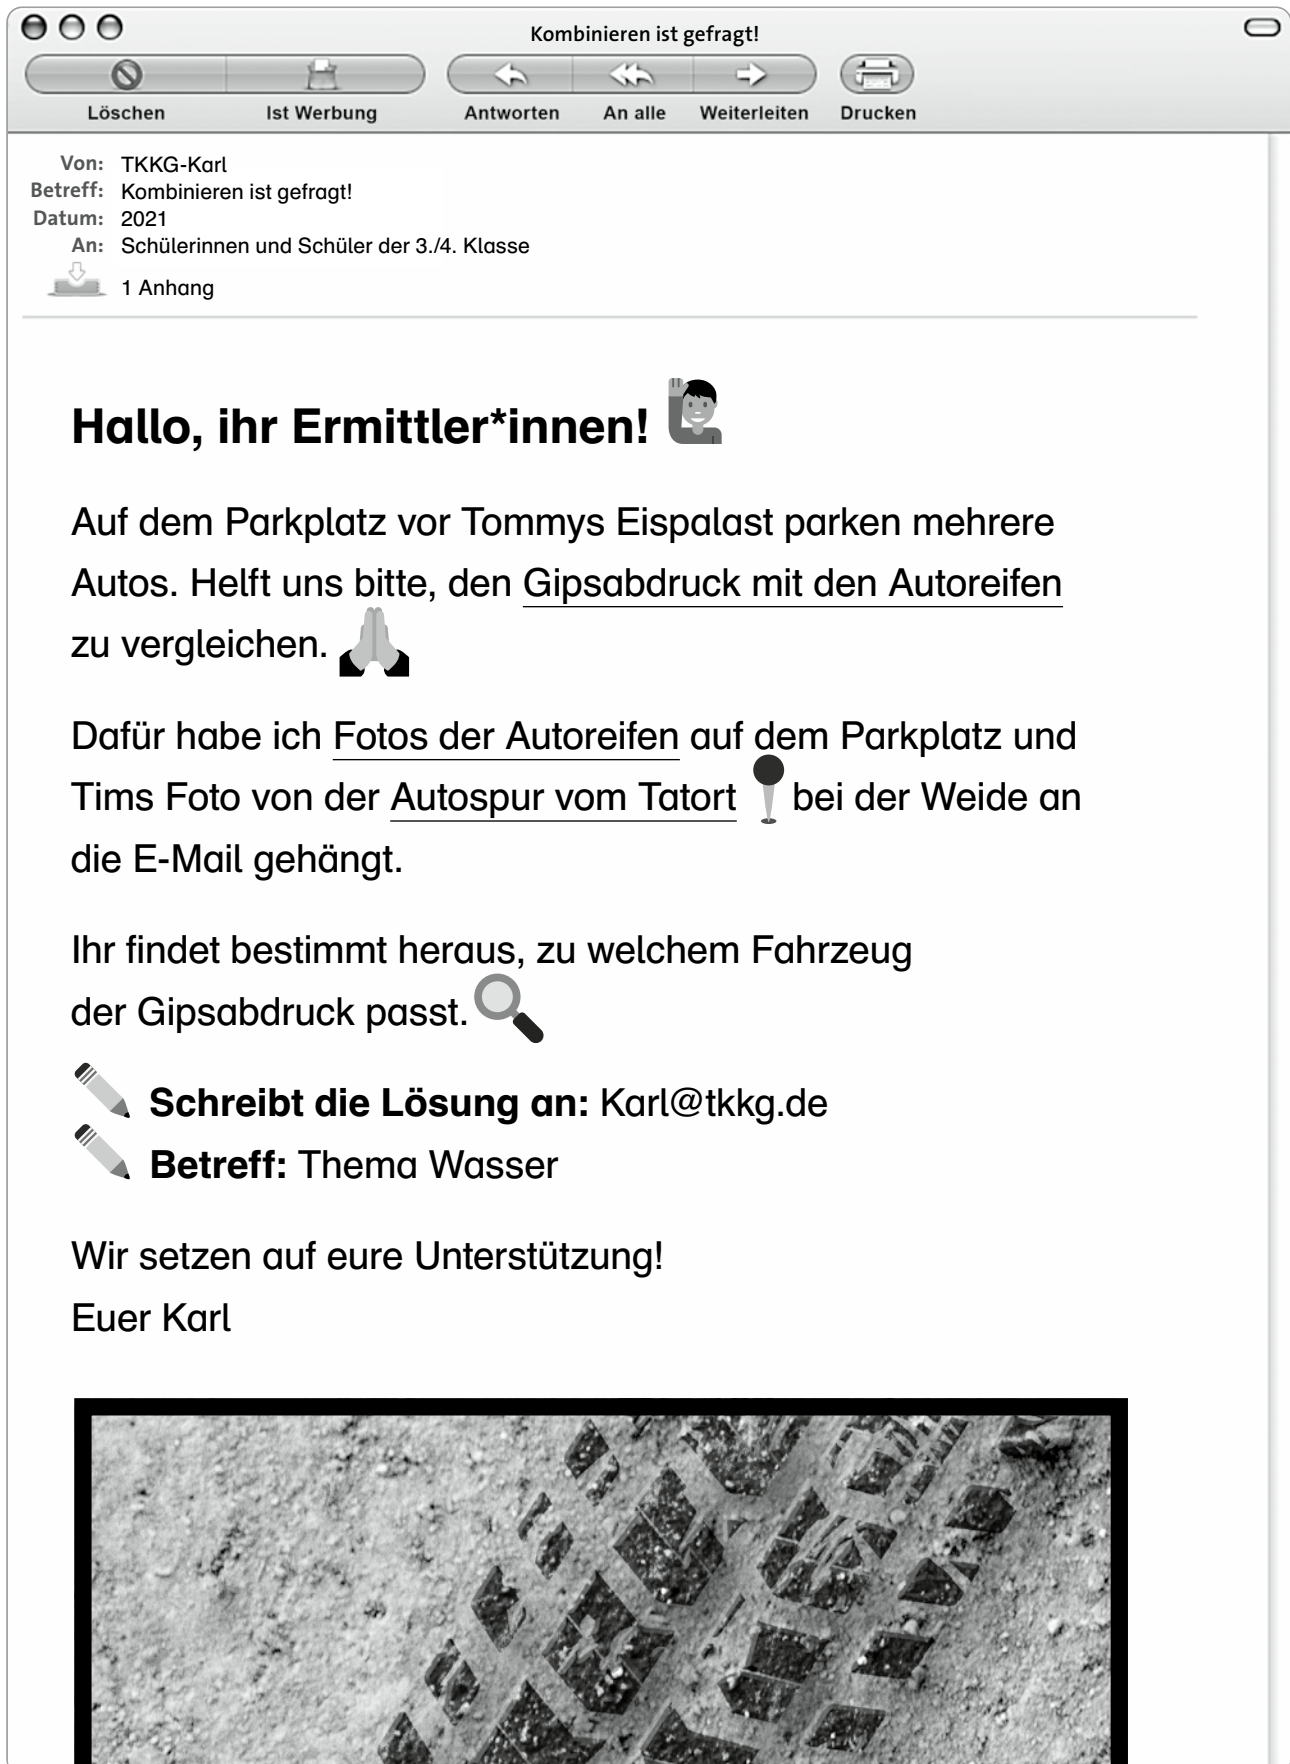 Kombinieren ist gefragt!
Löschen Ist Werbung Antworten An alle Weiterleiten Drucken
Von: TKKG-Karl
Betreff: Kombinieren ist gefragt!
Datum: 2021
An: Schülerinnen und Schüler der 3./4. Klasse
1 Anhang
Hallo, ihr Ermittler*innen!
Auf dem Parkplatz vor Tommys Eispalast parken mehrere
Autos. Helft uns bitte, den Gipsabdruck mit den Autoreifen
zu vergleichen.
Dafür habe ich Fotos der Autoreifen auf dem Parkplatz und
Tims Foto von der Autospur vom Tatort bei der Weide an
die E-Mail gehängt.
Ihr findet bestimmt heraus, zu welchem Fahrzeug
der Gipsabdruck passt.
Schreibt die Lösung an: Karl@tkkg.de
Betreff: Thema Wasser
Wir setzen auf eure Unterstützung!
Euer Karl